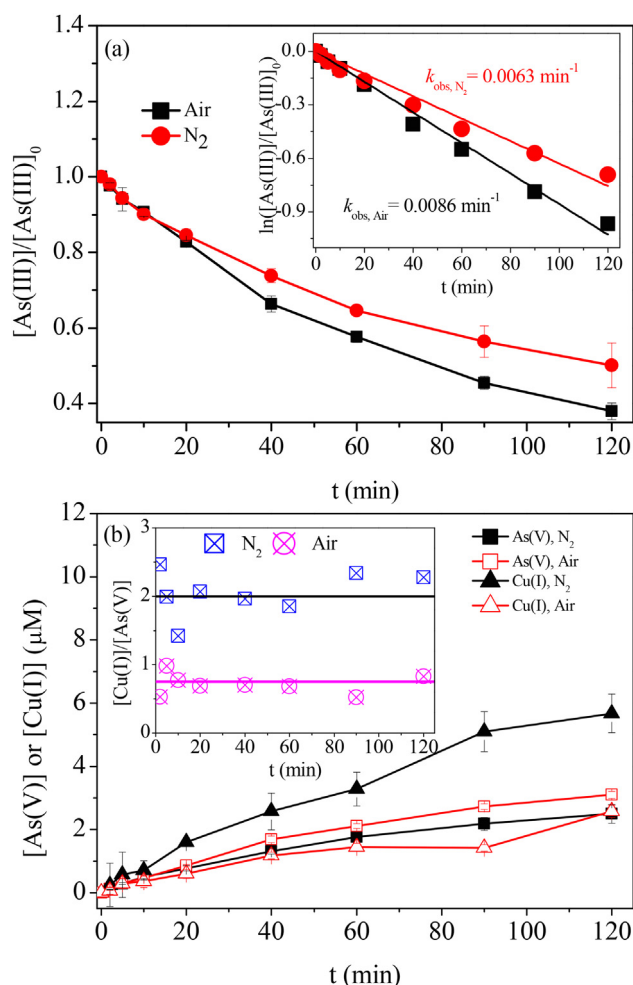 (a)
Air
N2
[As(III)]/[As(III)]0
1.4
1.2
1.0
0.8
0.6
0.4
0 20 40 60 80 100 120
t (min)
ln([As(III)]/[As(III)]0)
0.0
-0.3
-0.6
-0.9
kobs, N2 = 0.0063 min-1
kobs, Air = 0.0086 min-1
0 20 40 60 80 100 120
t (min)
(b)
[As(V)] or [Cu(I)] (μM)
12
10
8
6
4
2
0
0 20 40 60 80 100 120
t (min)
N2 Air
[Cu(I)]/[As(V)]
3
2
1
0
0 20 40 60 80 100 120
t (min)
As(V), N2
As(V), Air
Cu(I), N2
Cu(I), Air